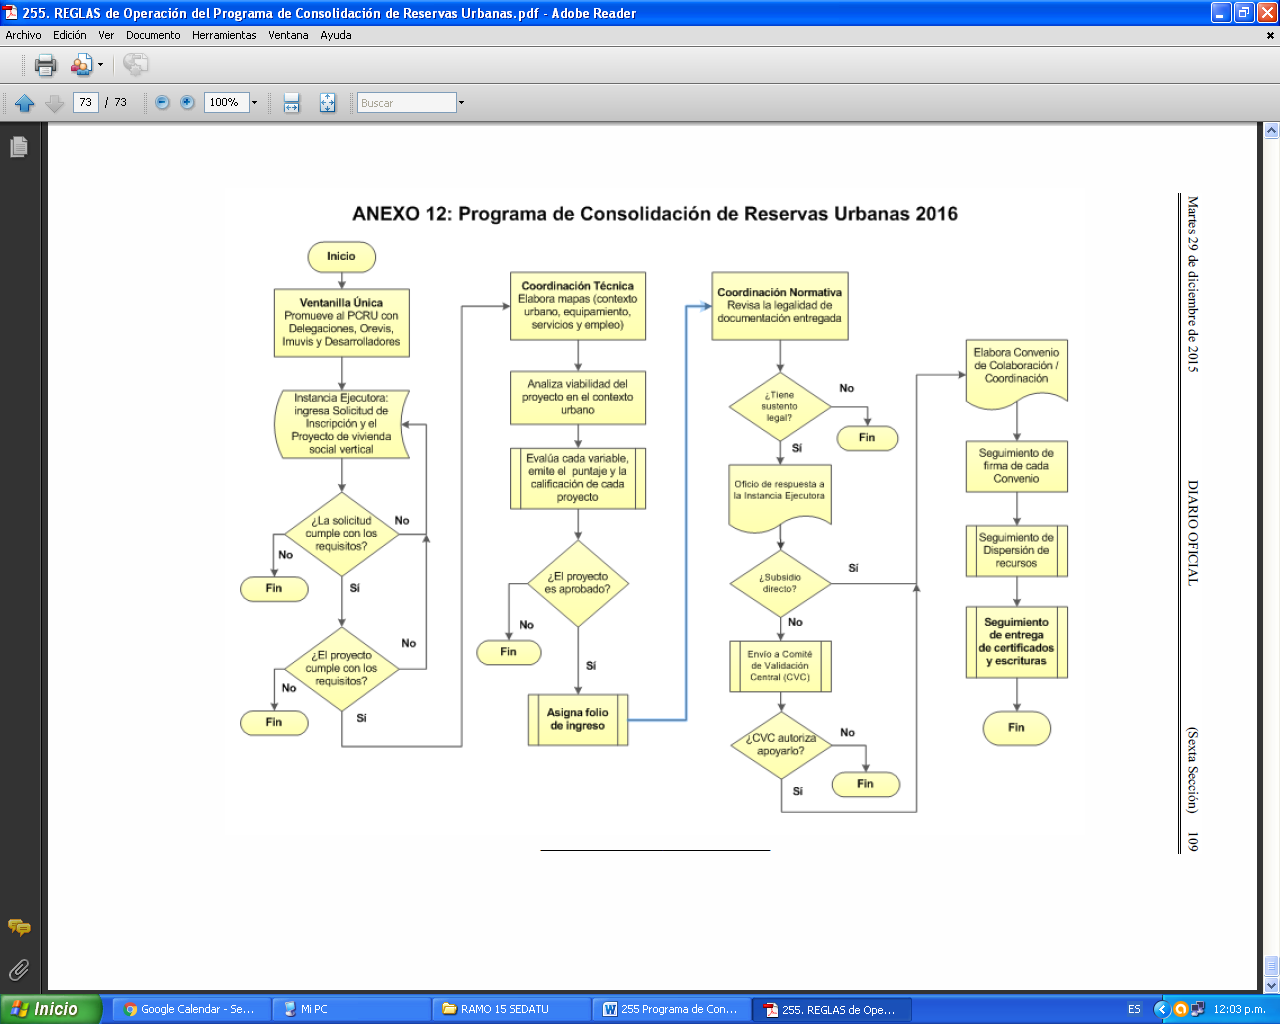 255. REGLAS de Operación del Programa de Consolidación de Reservas Urbanas.pdf - Adobe Reader
Archivo Edición Ver Documento Herramientas Ventana Ayuda
73 / 73 100% Buscar
ANEXO 12: Programa de Consolidación de Reservas Urbanas 2016
Inicio
Ventanilla Única
Promueve al PCRU con
Delegaciones, Orevis,
Imuvis y Desarrolladores
Instancia Ejecutora:
ingresa Solicitud de
Inscripción y el
Proyecto de vivienda
social vertical
¿La solicitud
cumple con los
requisitos?
No
No
Fin
Sí
¿El proyecto
cumple con los
requisitos?
No
No
Fin
Sí
Coordinación Técnica
Elabora mapas (contexto
urbano, equipamiento,
servicios y empleo)
Analiza viabilidad del
proyecto en el contexto
urbano
Evalúa cada variable,
emite el puntaje y la
calificación de cada
proyecto
¿El proyecto
es aprobado?
No
Fin
Sí
Asigna folio
de ingreso
Coordinación Normativa
Revisa la legalidad de
documentación entregada
¿Tiene
sustento
legal?
No
Fin
Sí
Oficio de respuesta a
la Instancia Ejecutora
¿Subsidio
directo?
Sí
No
Envío a Comité
de Validación
Central (CVC)
¿CVC autoriza
apoyarlo?
No
Fin
Sí
Elabora Convenio
de Colaboración /
Coordinación
Seguimiento de
firma de cada
Convenio
Seguimiento de
Dispersión de
recursos
Seguimiento
de entrega
de certificados
y escrituras
Fin
Martes 29 de diciembre de 2015 DIARIO OFICIAL (Sexta Sección) 109
Inicio Google Calendar - Se... Mi PC RAMO 15 SEDATU 255 Programa de Con... 255. REGLAS de Ope... ES 12:03 p.m.